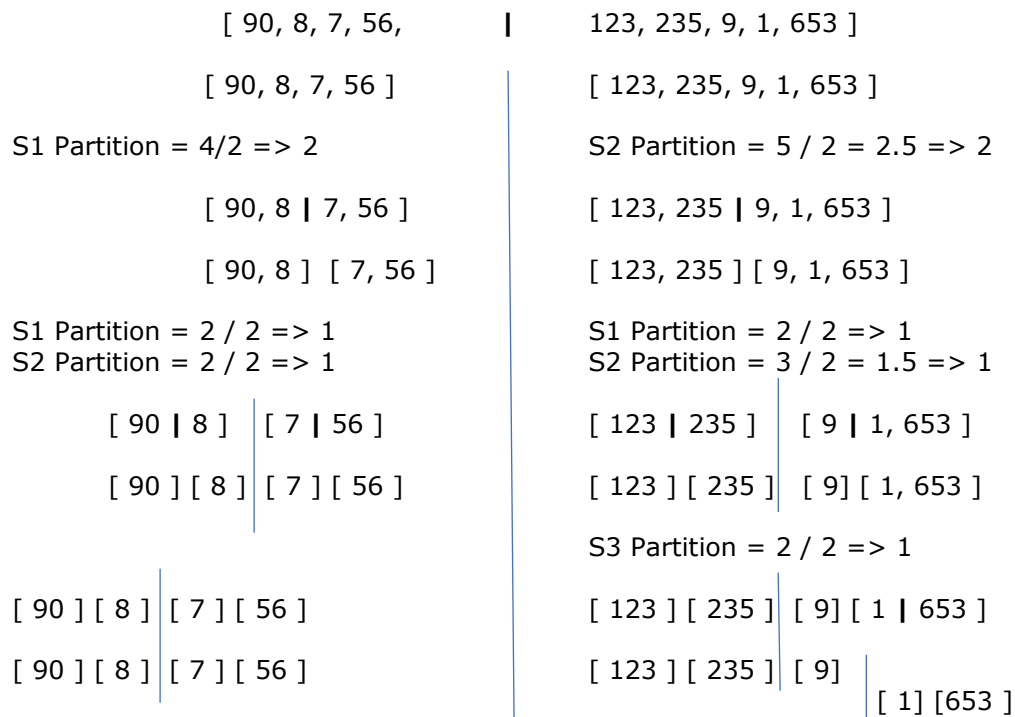 [ 90, 8, 7, 56, | 123, 235, 9, 1, 653 ]
[ 90, 8, 7, 56 ] [ 123, 235, 9, 1, 653 ]
S1 Partition = 4/2 => 2 S2 Partition = 5 / 2 = 2.5 => 2
[ 90, 8 | 7, 56 ] [ 123, 235 | 9, 1, 653 ]
[ 90, 8 ] [ 7, 56 ] [ 123, 235 ] [ 9, 1, 653 ]
S1 Partition = 2 / 2 => 1 S1 Partition = 2 / 2 => 1
S2 Partition = 2 / 2 => 1 S2 Partition = 3 / 2 = 1.5 => 1
[ 90 | 8 ] [ 7 | 56 ] [ 123 | 235 ] [ 9 | 1, 653 ]
[ 90 ] [ 8 ] [ 7 ] [ 56 ] [ 123 ] [ 235 ] [ 9] [ 1, 653 ]
S3 Partition = 2 / 2 => 1
[ 90 ] [ 8 ] [ 7 ] [ 56 ] [ 123 ] [ 235 ] [ 9] [ 1 | 653 ]
[ 90 ] [ 8 ] [ 7 ] [ 56 ] [ 123 ] [ 235 ] [ 9]
[ 1] [653 ]